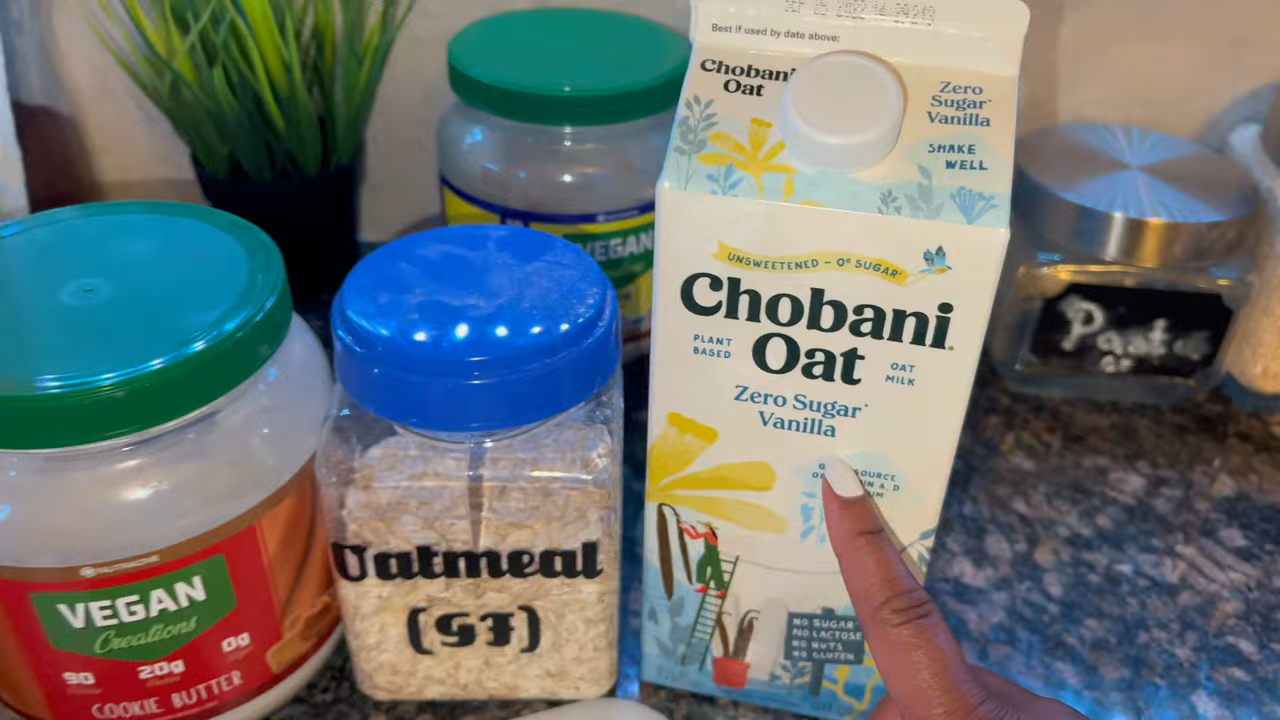 Best if used by date above:
Chobani
Oat
Zero
Sugar*
Vanilla
SHAKE
WELL
UNSWEETENED – 0g SUGAR*
Chobani
Oat
PLANT
BASED
OAT
MILK
Zero Sugar*
Vanilla
SOURCE
A, D
NO SUGAR*
NO LACTOSE
NO NUTS
NO GLUTEN
VEGAN
Pasta
Oatmeal
(GF)
VEGAN
Creations
90
20g
0g
COOKIE BUTTER